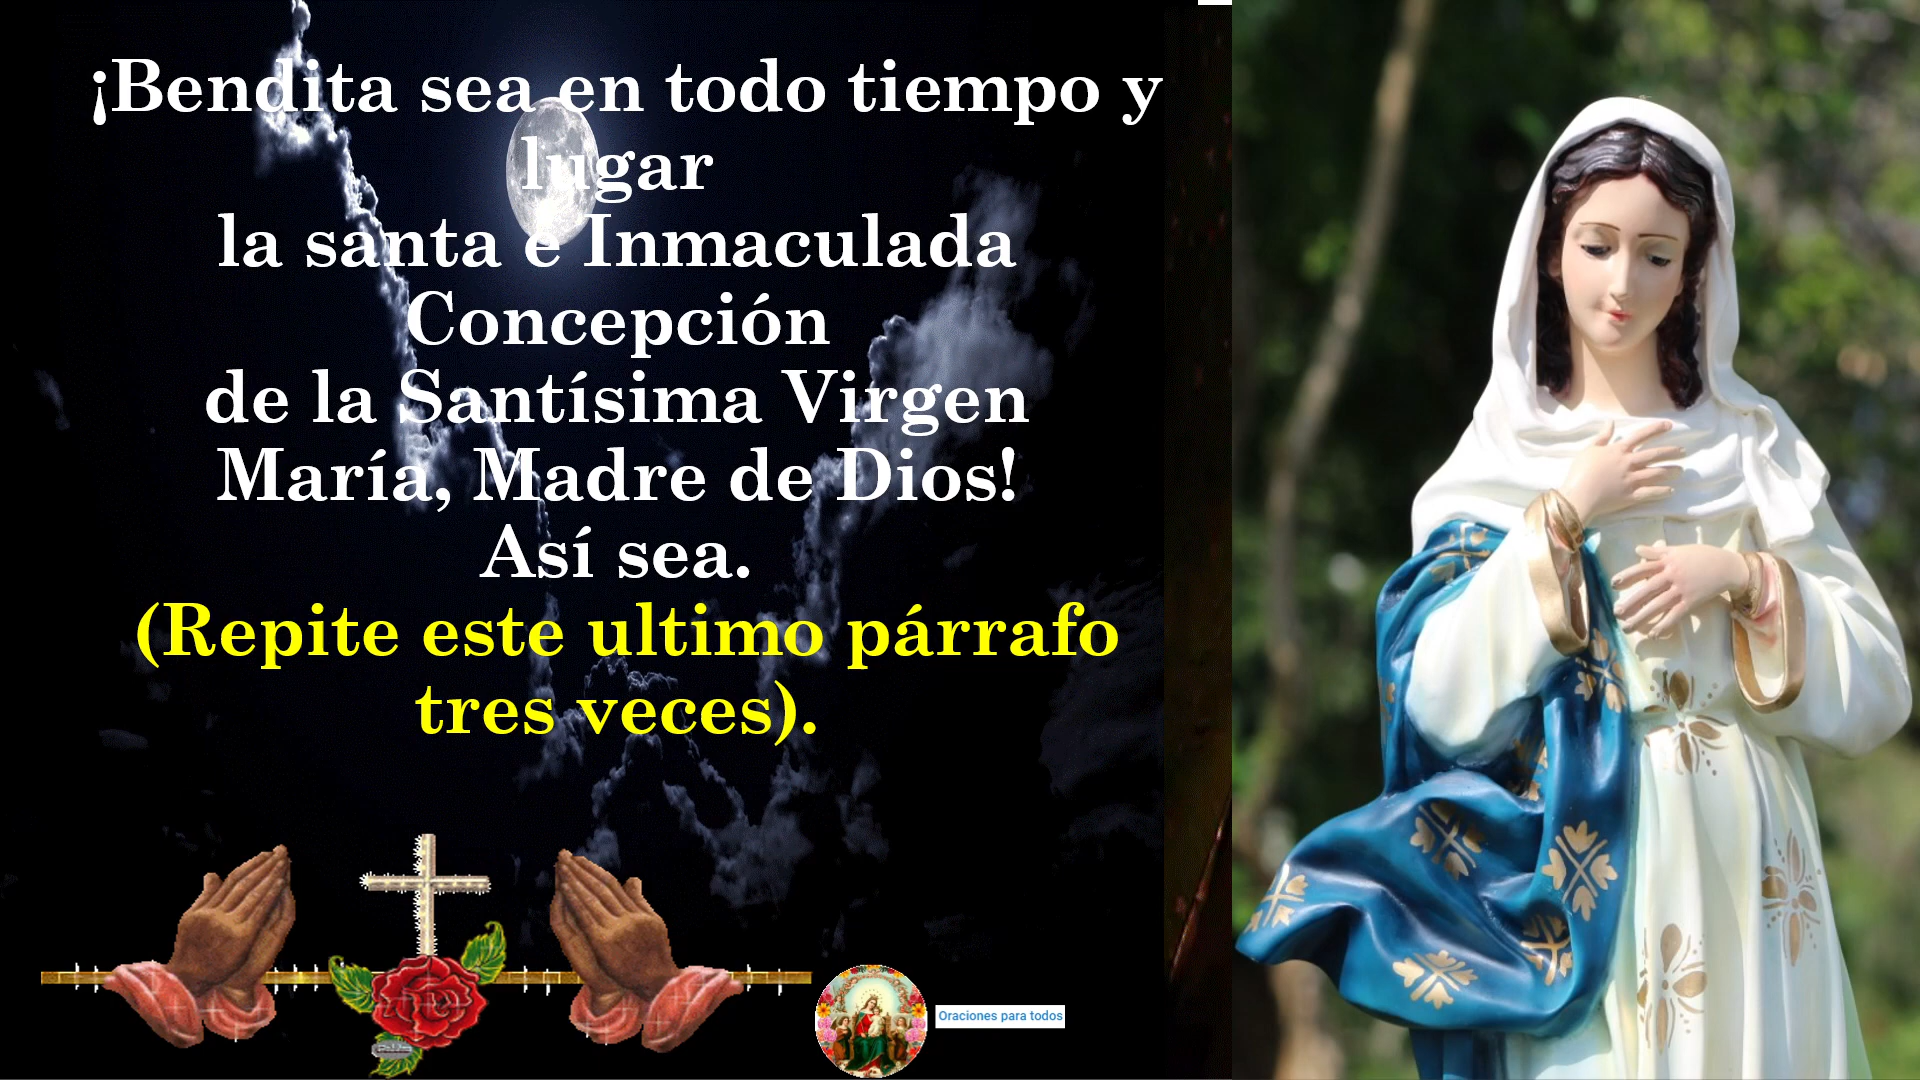 ¡Bendita sea en todo tiempo y
lugar
la santa é Inmaculada
Concepción
de la Santísima Virgen
María, Madre de Dios!
Así sea.
(Repite este ultimo párrafo
tres veces).
Oraciones para todos